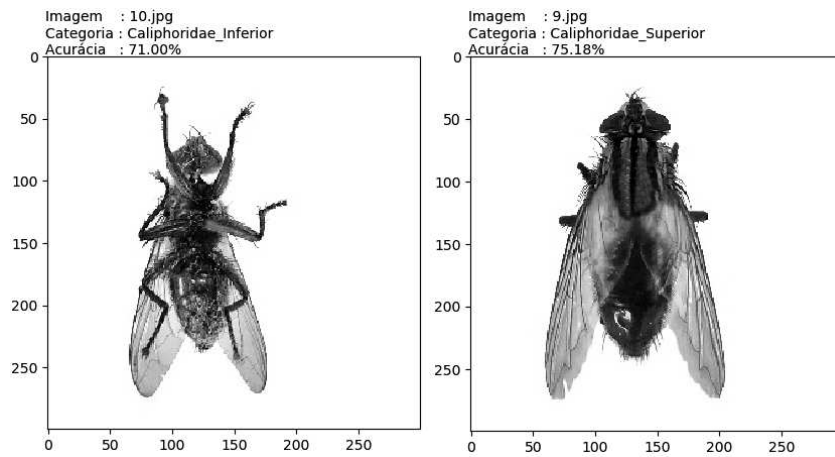 Imagem : 10.jpg
Categoria : Caliphoridae_Inferior
Acurácia : 71.00%
0
50
100
150
200
250
0 50 100 150 200 250
Imagem : 9.jpg
Categoria : Caliphoridae_Superior
Acurácia : 75.18%
0
50
100
150
200
250
0 50 100 150 200 250